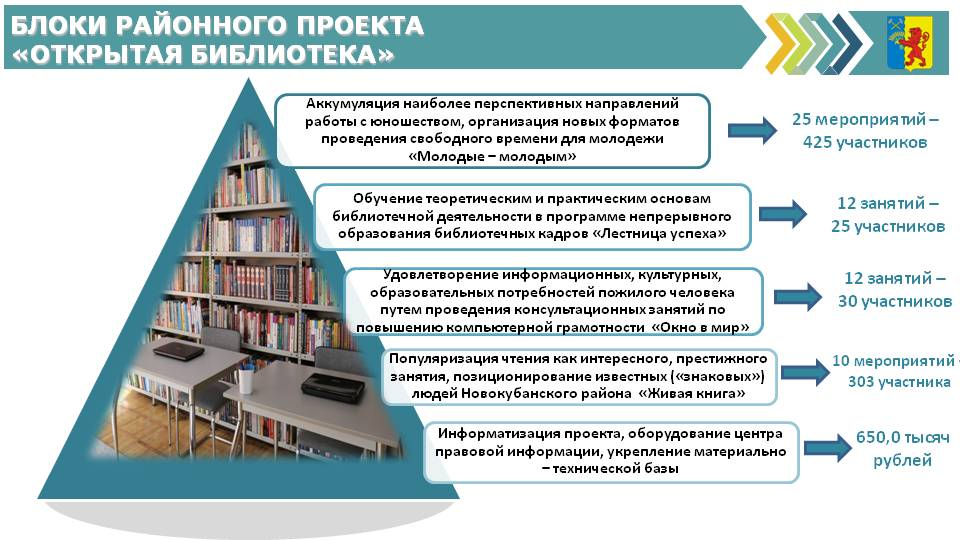 БЛОКИ РАЙОННОГО ПРОЕКТА
«ОТКРЫТАЯ БИБЛИОТЕКА»
Аккумуляция наиболее перспективных направлений
работы с юношеством, организация новых форматов
проведения свободного времени для молодежи
«Молодые – молодым»
25 мероприятий –
425 участников
Обучение теоретическим и практическим основам
библиотечной деятельности в программе непрерывного
образования библиотечных кадров «Лестница успеха»
12 занятий –
25 участников
Удовлетворение информационных, культурных,
образовательных потребностей пожилого человека
путем проведения консультационных занятий по
повышению компьютерной грамотности «Окно в мир»
12 занятий –
30 участников
Популяризация чтения как интересного, престижного
занятия, позиционирование известных («знаковых»)
людей Новокубанского района «Живая книга»
10 мероприятий -
303 участника
Информатизация проекта, оборудование центра
правовой информации, укрепление материально
– технической базы
650,0 тысяч
рублей